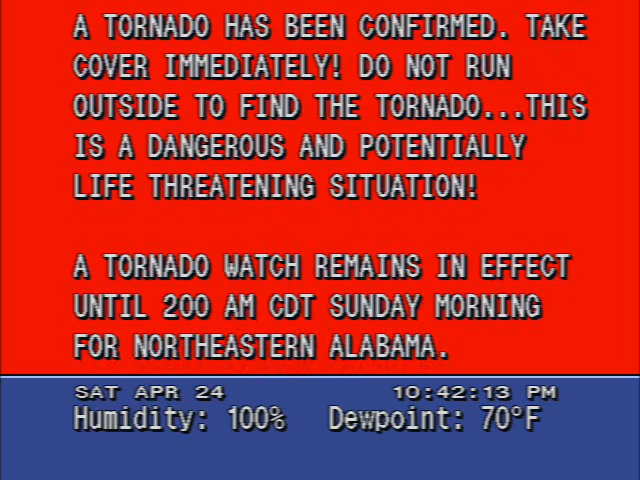 A TORNADO HAS BEEN CONFIRMED. TAKE
COVER IMMEDIATELY! DO NOT RUN
OUTSIDE TO FIND THE TORNADO...THIS
IS A DANGEROUS AND POTENTIALLY
LIFE THREATENING SITUATION!
A TORNADO WATCH REMAINS IN EFFECT
UNTIL 200 AM CDT SUNDAY MORNING
FOR NORTHEASTERN ALABAMA.
SAT APR 24 10:42:13 PM
Humidity: 100% Dewpoint: 70°F